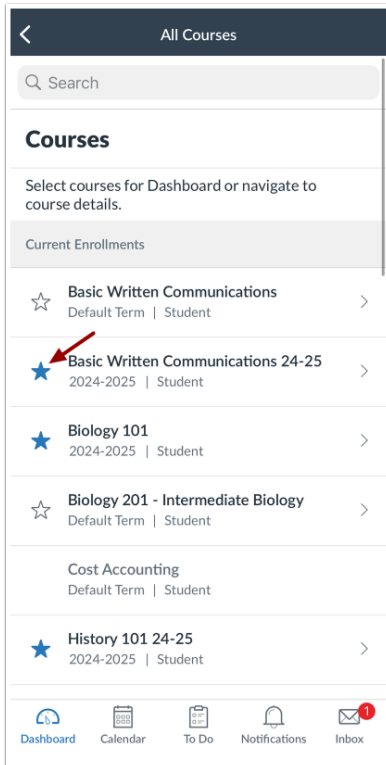 All Courses
Search
Courses
Select courses for Dashboard or navigate to
course details.
Current Enrollments
Basic Written Communications
Default Term | Student
Basic Written Communications 24-25
2024-2025 | Student
Biology 101
2024-2025 | Student
Biology 201 - Intermediate Biology
Default Term | Student
Cost Accounting
Default Term | Student
History 101 24-25
2024-2025 | Student
1
Dashboard Calendar To Do Notifications Inbox